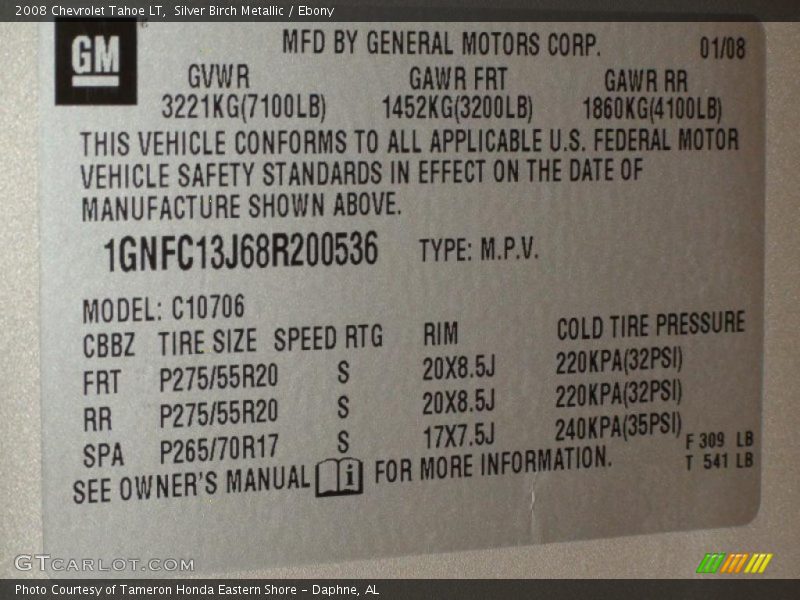 2008 Chevrolet Tahoe LT, Silver Birch Metallic / Ebony
GM MFD BY GENERAL MOTORS CORP. 01/08
GVWR GAWR FRT GAWR RR
3221KG(7100LB) 1452KG(3200LB) 1860KG(4100LB)
THIS VEHICLE CONFORMS TO ALL APPLICABLE U.S. FEDERAL MOTOR
VEHICLE SAFETY STANDARDS IN EFFECT ON THE DATE OF
MANUFACTURE SHOWN ABOVE.
1GNFC13J68R200536 TYPE: M.P.V.
MODEL: C10706
CBBZ TIRE SIZE SPEED RTG RIM COLD TIRE PRESSURE
FRT P275/55R20 S 20X8.5J 220KPA(32PSI)
RR P275/55R20 S 20X8.5J 220KPA(32PSI)
SPA P265/70R17 S 17X7.5J 240KPA(35PSI)
F 309 LB
SEE OWNER'S MANUAL i FOR MORE INFORMATION.
T 541 LB
GTCARLOT.COM
Photo Courtesy of Tameron Honda Eastern Shore - Daphne, AL